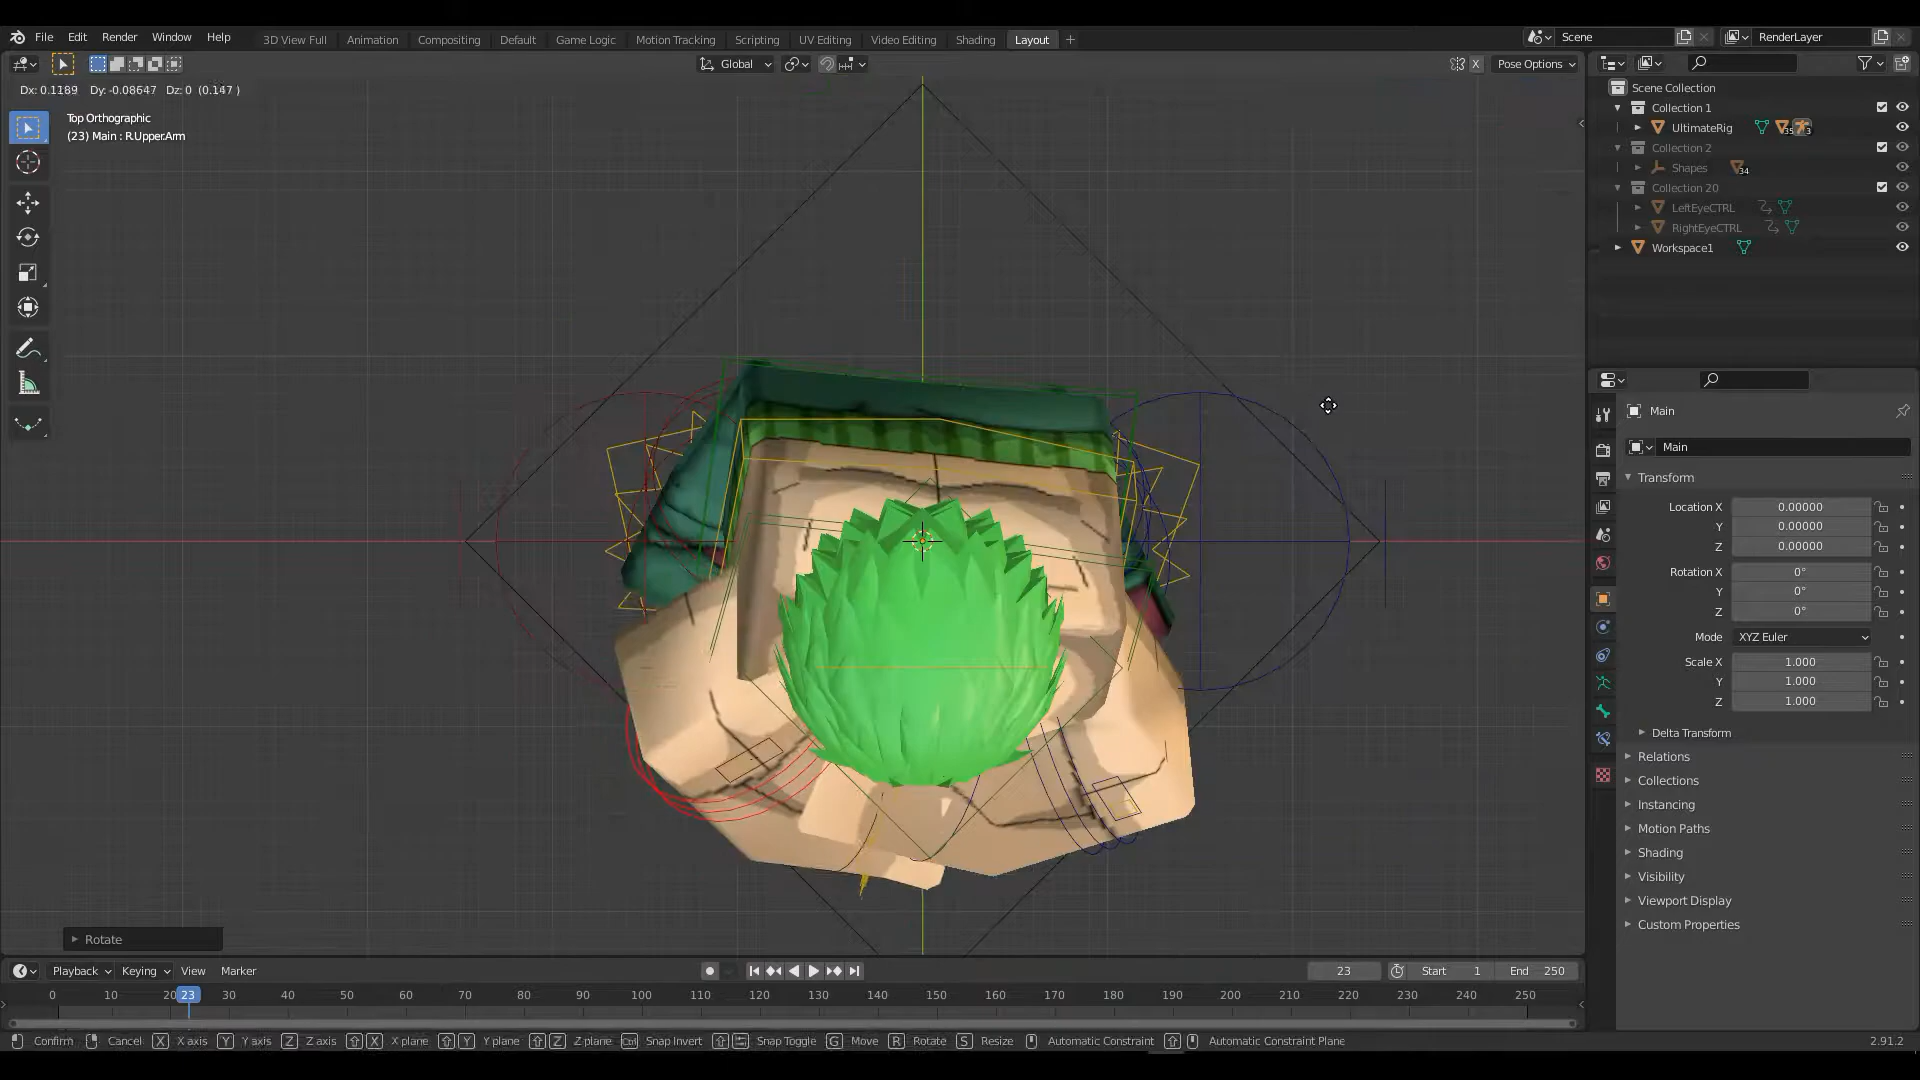 File Edit Render Window Help 3D View Full Animation Compositing Default Game Logic Motion Tracking Scripting UV Editing Video Editing Shading Layout + Scene RenderLayer
Global X Pose Options
Dx: 0.1189 Dy: -0.08647 Dz: 0 (0.147 )
Top Orthographic
(23) Main : R.Upper.Arm
Scene Collection
Collection 1
UltimateRig 35 3
Collection 2
Shapes 34
Collection 20
LeftEyeCTRL
RightEyeCTRL
Workspace1
Main
Main
Transform
Location X 0.00000
Y 0.00000
Z 0.00000
Rotation X 0°
Y 0°
Z 0°
Mode XYZ Euler
Scale X 1.000
Y 1.000
Z 1.000
Delta Transform
Relations
Collections
Instancing
Motion Paths
Shading
Visibility
Viewport Display
Custom Properties
Rotate
Playback Keying View Marker 23 Start 1 End 250
0 10 20 23 30 40 50 60 70 80 90 100 110 120 130 140 150 160 170 180 190 200 210 220 230 240 250
Confirm Cancel X X axis Y Y axis Z Z axis X X plane Y Y plane Z Z plane Ctrl Snap Invert Snap Toggle G Move R Rotate S Resize Automatic Constraint Automatic Constraint Plane 2.91.2